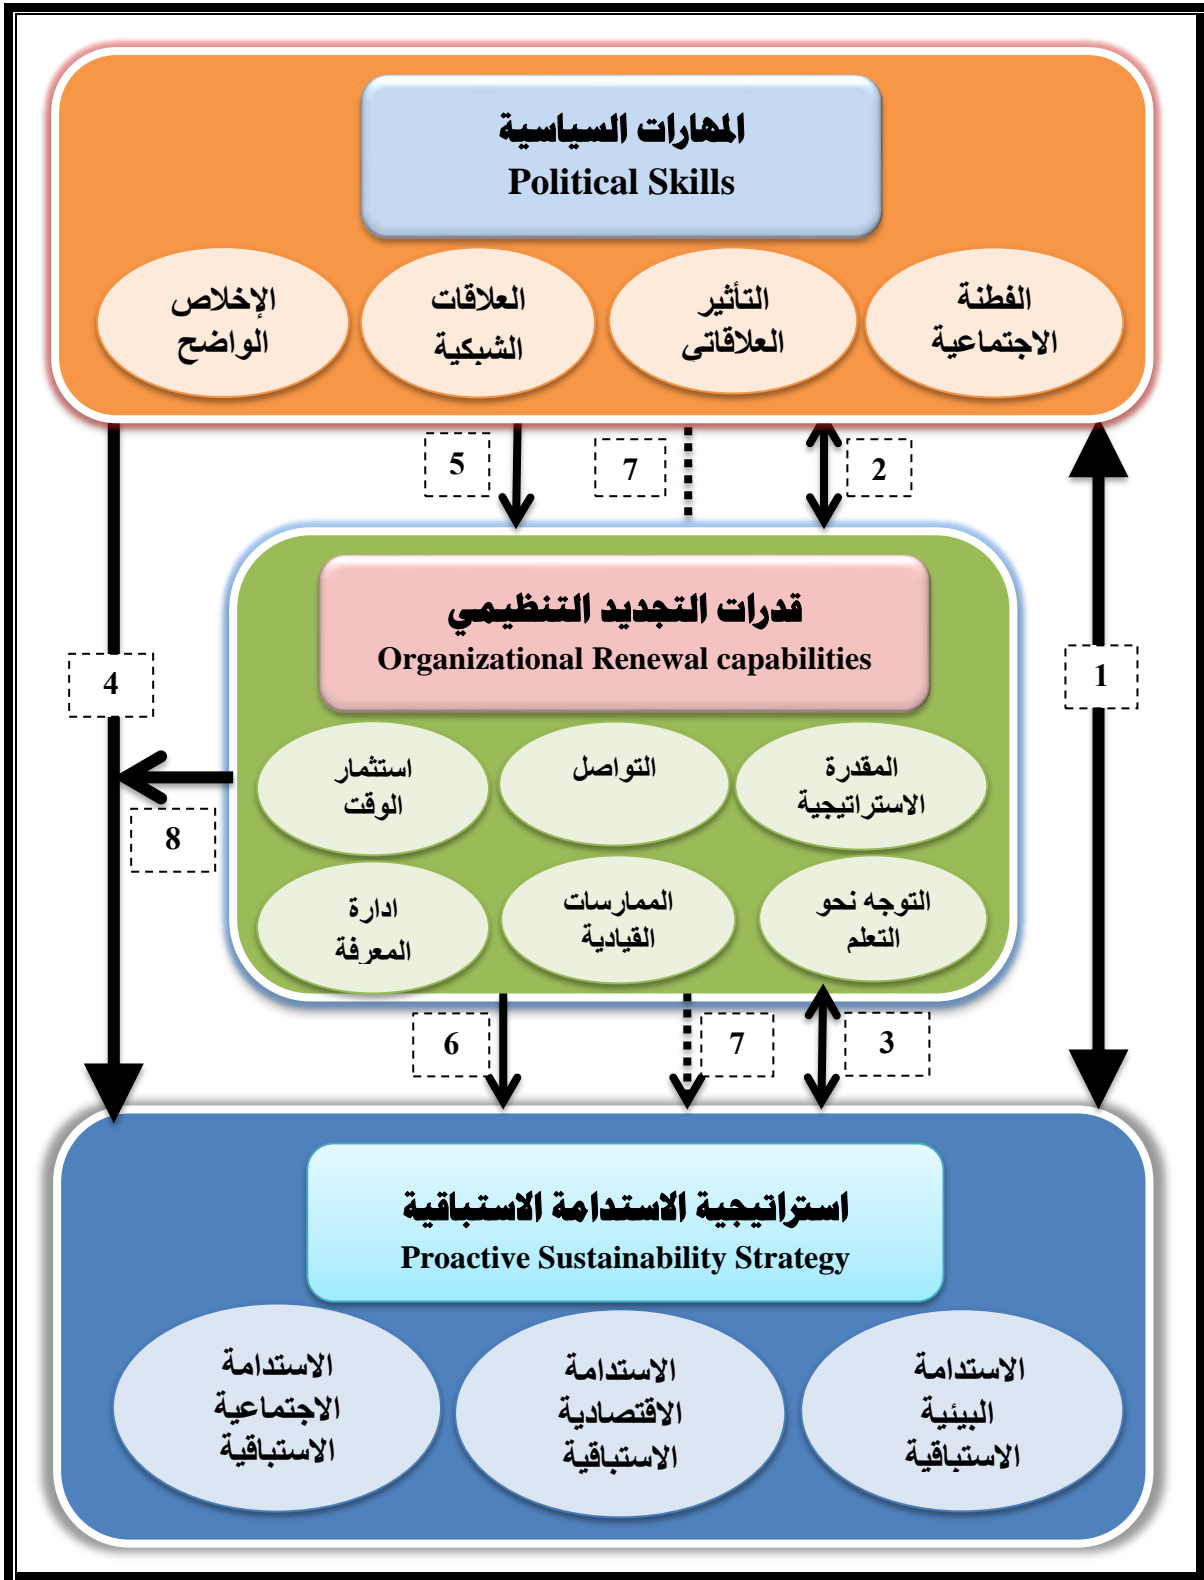 المهارات السياسية
Political Skills
الفطنة
الاجتماعية
التأثير
العلاقاتي
العلاقات
الشبكية
الإخلاص
الواضح
5
7
2
قدرات التجديد التنظيمي
Organizational Renewal capabilities
4
1
المقدرة
الاستراتيجية
التواصل
استثمار
الوقت
8
التوجه نحو
التعلم
الممارسات
القيادية
ادارة
المعرفة
6
7
3
استراتيجية الاستدامة الاستباقية
Proactive Sustainability Strategy
الاستدامة
البيئية
الاستباقية
الاستدامة
الاقتصادية
الاستباقية
الاستدامة
الاجتماعية
الاستباقية